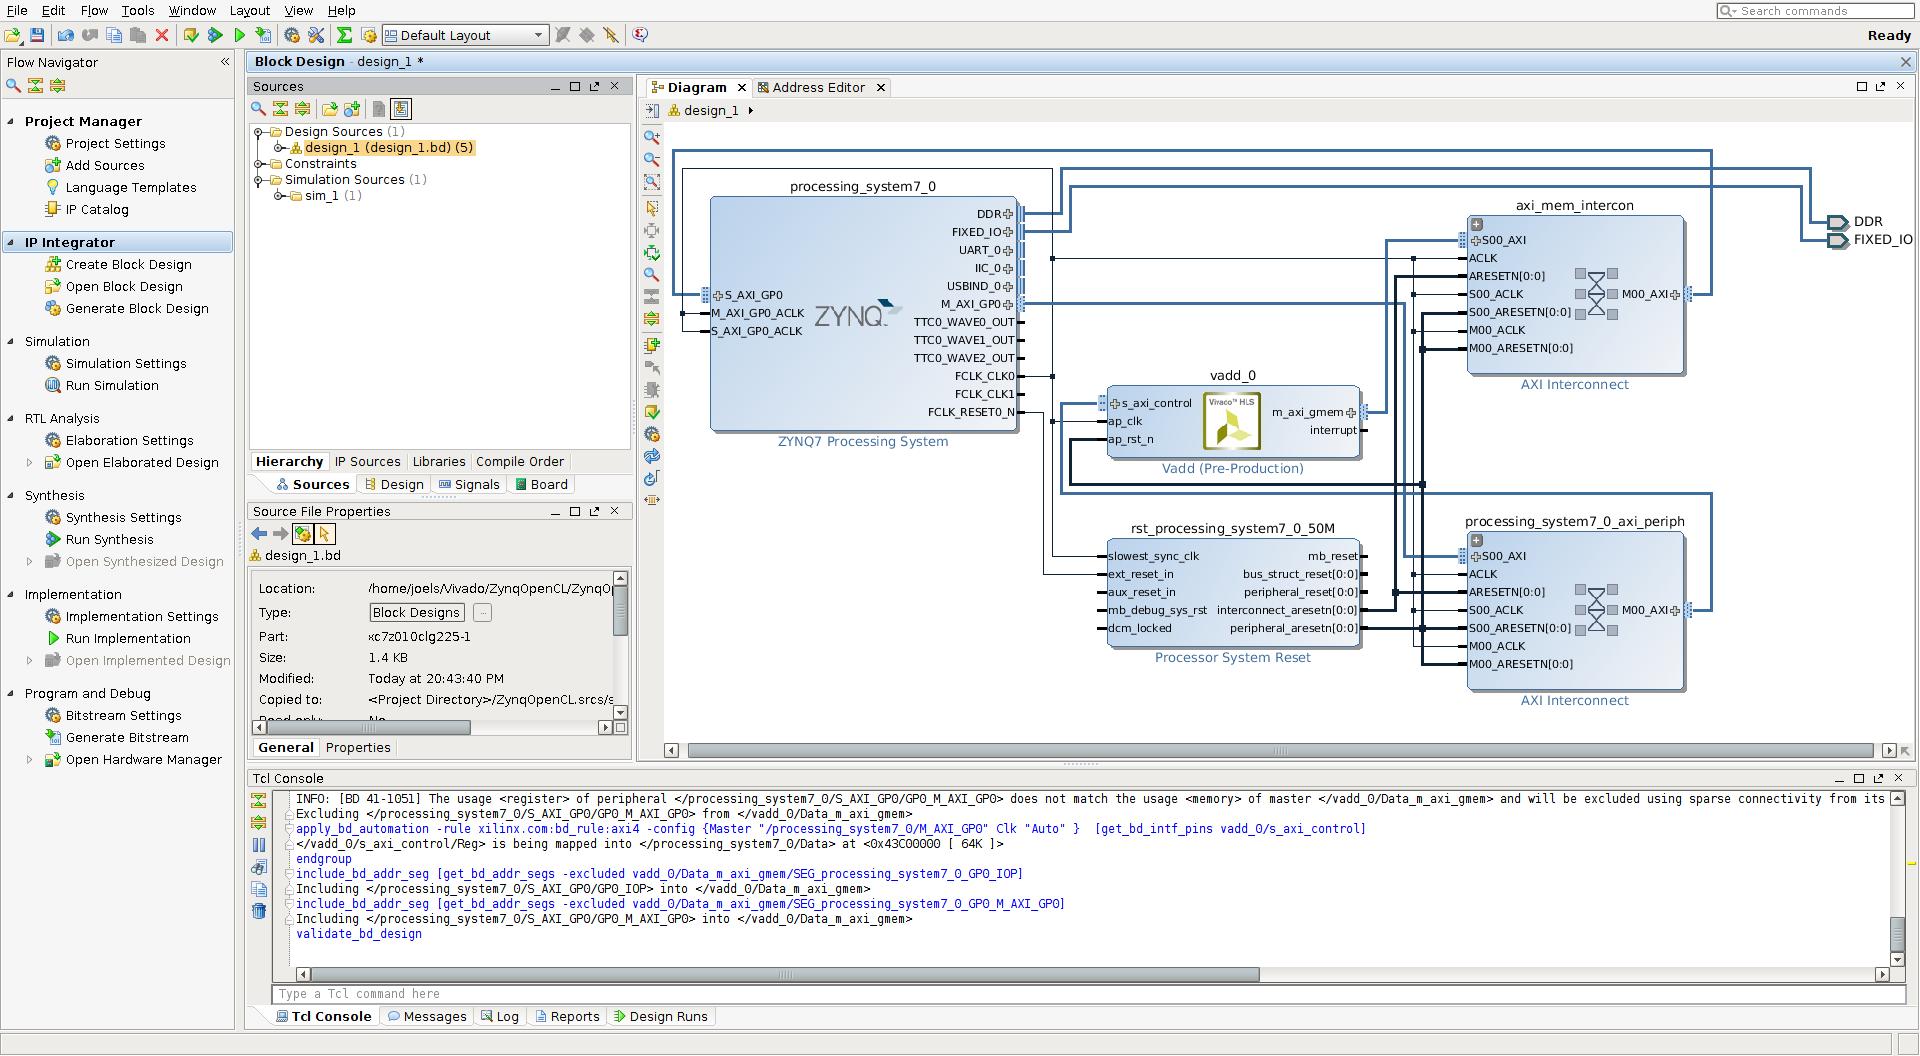 File Edit Flow Tools Window Layout View Help
Search commands
Default Layout
Ready
Flow Navigator
Project Manager
Project Settings
Add Sources
Language Templates
IP Catalog
IP Integrator
Create Block Design
Open Block Design
Generate Block Design
Simulation
Simulation Settings
Run Simulation
RTL Analysis
Elaboration Settings
Open Elaborated Design
Synthesis
Synthesis Settings
Run Synthesis
Open Synthesized Design
Implementation
Implementation Settings
Run Implementation
Open Implemented Design
Program and Debug
Bitstream Settings
Generate Bitstream
Open Hardware Manager
Block Design - design_1 *
Sources
Design Sources (1)
design_1 (design_1.bd) (5)
Constraints
Simulation Sources (1)
sim_1 (1)
Hierarchy IP Sources Libraries Compile Order
Sources Design Signals Board
Source File Properties
design_1.bd
Location: /home/joels/Vivado/ZynqOpenCL/ZynqOp
Type: Block Designs ...
Part: xc7z010clg225-1
Size: 1.4 KB
Modified: Today at 20:43:40 PM
Copied to: <Project Directory>/ZynqOpenCL.srcs/s
Read-only: No
General Properties
Diagram Address Editor
design_1
processing_system7_0
DDR
FIXED_IO
UART_0
IIC_0
USBIND_0
M_AXI_GP0
TTC0_WAVE0_OUT
TTC0_WAVE1_OUT
TTC0_WAVE2_OUT
FCLK_CLK0
FCLK_CLK1
FCLK_RESET0_N
S_AXI_GP0
M_AXI_GP0_ACLK
S_AXI_GP0_ACLK
ZYNQ
ZYNQ7 Processing System
vadd_0
s_axi_control
ap_clk
ap_rst_n
Vivado™ HLS
m_axi_gmem
interrupt
Vadd (Pre-Production)
rst_processing_system7_0_50M
slowest_sync_clk
ext_reset_in
aux_reset_in
mb_debug_sys_rst
dcm_locked
mb_reset
bus_struct_reset[0:0]
peripheral_reset[0:0]
interconnect_aresetn[0:0]
peripheral_aresetn[0:0]
Processor System Reset
axi_mem_intercon
S00_AXI
ACLK
ARESETN[0:0]
S00_ACLK
S00_ARESETN[0:0]
M00_ACLK
M00_ARESETN[0:0]
M00_AXI
AXI Interconnect
DDR
FIXED_IO
processing_system7_0_axi_periph
S00_AXI
ACLK
ARESETN[0:0]
S00_ACLK
S00_ARESETN[0:0]
M00_ACLK
M00_ARESETN[0:0]
M00_AXI
AXI Interconnect
Tcl Console
INFO: [BD 41-1051] The usage <register> of peripheral </processing_system7_0/S_AXI_GP0/GP0_M_AXI_GP0> does not match the usage <memory> of master </vadd_0/Data_m_axi_gmem> and will be excluded using sparse connectivity from its
Excluding </processing_system7_0/S_AXI_GP0/GP0_M_AXI_GP0> from </vadd_0/Data_m_axi_gmem>
apply_bd_automation -rule xilinx.com:bd_rule:axi4 -config {Master "/processing_system7_0/M_AXI_GP0" Clk "Auto" } [get_bd_intf_pins vadd_0/s_axi_control]
</vadd_0/s_axi_control/Reg> is being mapped into </processing_system7_0/Data> at <0x43C00000 [ 64K ]>
endgroup
include_bd_addr_seg [get_bd_addr_segs -excluded vadd_0/Data_m_axi_gmem/SEG_processing_system7_0_GP0_IOP]
Including </processing_system7_0/S_AXI_GP0/GP0_IOP> into </vadd_0/Data_m_axi_gmem>
include_bd_addr_seg [get_bd_addr_segs -excluded vadd_0/Data_m_axi_gmem/SEG_processing_system7_0_GP0_M_AXI_GP0]
Including </processing_system7_0/S_AXI_GP0/GP0_M_AXI_GP0> into </vadd_0/Data_m_axi_gmem>
validate_bd_design
Type a Tcl command here
Tcl Console Messages Log Reports Design Runs